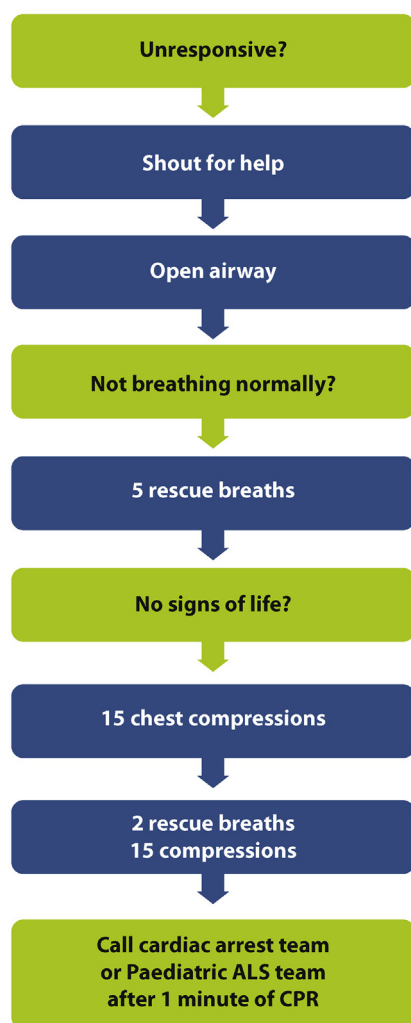 Unresponsive?
Shout for help
Open airway
Not breathing normally?
5 rescue breaths
No signs of life?
15 chest compressions
2 rescue breaths
15 compressions
Call cardiac arrest team
or Paediatric ALS team
after 1 minute of CPR